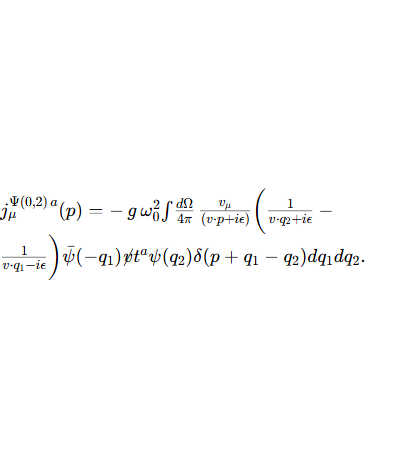 $j_\mu^{\Psi(0,2)\,a}(p) = -\,g\,\omega_0^2 \int \frac{d\Omega}{4\pi} \frac{v_\mu}{(v\cdot p+i\epsilon)} \Big( \frac{1}{v\cdot q_2+i\epsilon} -$
$\frac{1}{v\cdot q_1-i\epsilon} \Big) \bar{\psi}(-q_1) \not{v} t^a \psi(q_2) \delta(p+q_1-q_2) dq_1 dq_2.$